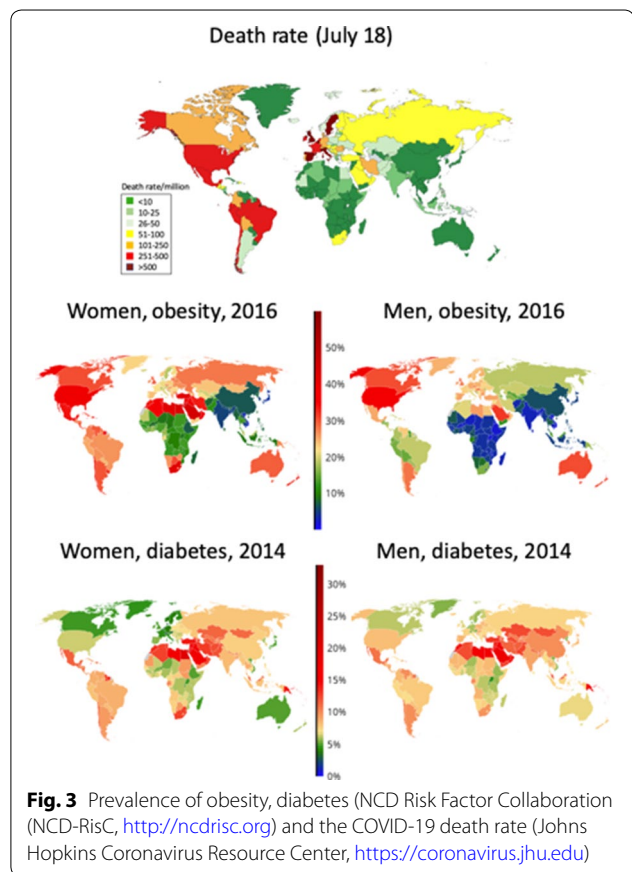 Death rate (July 18)
Death rate/million
<10
10-25
26-50
51-100
101-250
251-500
>500
Women, obesity, 2016
Men, obesity, 2016
50%
40%
30%
20%
10%
Women, diabetes, 2014
Men, diabetes, 2014
30%
25%
20%
15%
10%
5%
0%
Fig. 3 Prevalence of obesity, diabetes (NCD Risk Factor Collaboration
(NCD-RisC, http://ncdrisc.org) and the COVID-19 death rate (Johns
Hopkins Coronavirus Resource Center, https://coronavirus.jhu.edu)